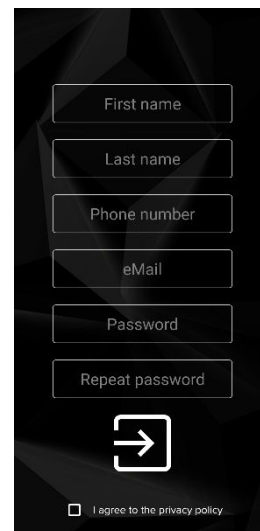 First name
Last name
Phone number
eMail
Password
Repeat password
I agree to the privacy policy